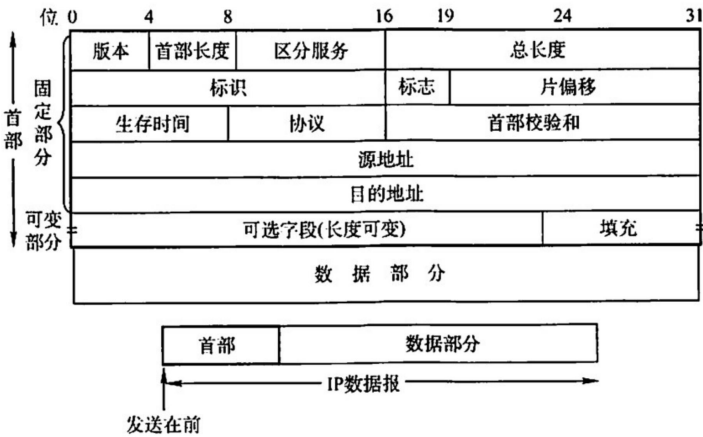 位 0 4 8 16 19 24 31
版本 首部长度 区分服务 总长度
标识 标志 片偏移
生存时间 协议 首部校验和
源地址
目的地址
可选字段(长度可变) 填充
数据部分
首部
固定部分
可变部分
首部 数据部分
IP数据报
发送在前